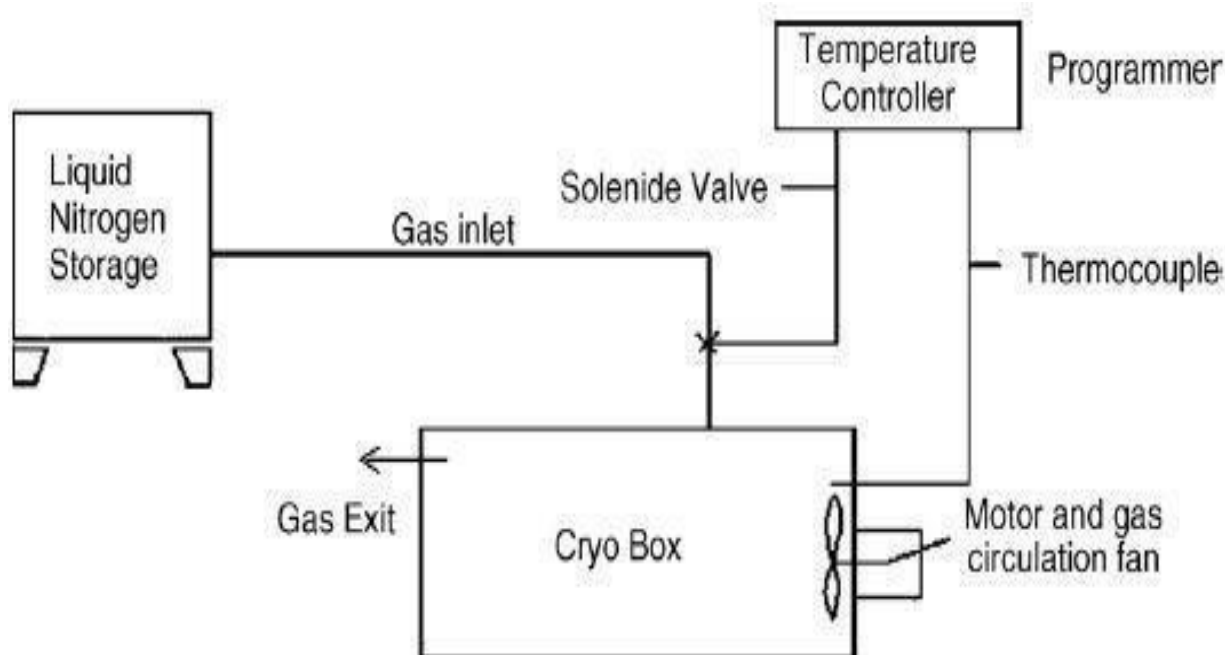 Temperature
Controller
Programmer
Liquid
Nitrogen
Storage
Solenide Valve
Gas inlet
Thermocouple
Gas Exit
Cryo Box
Motor and gas
circulation fan